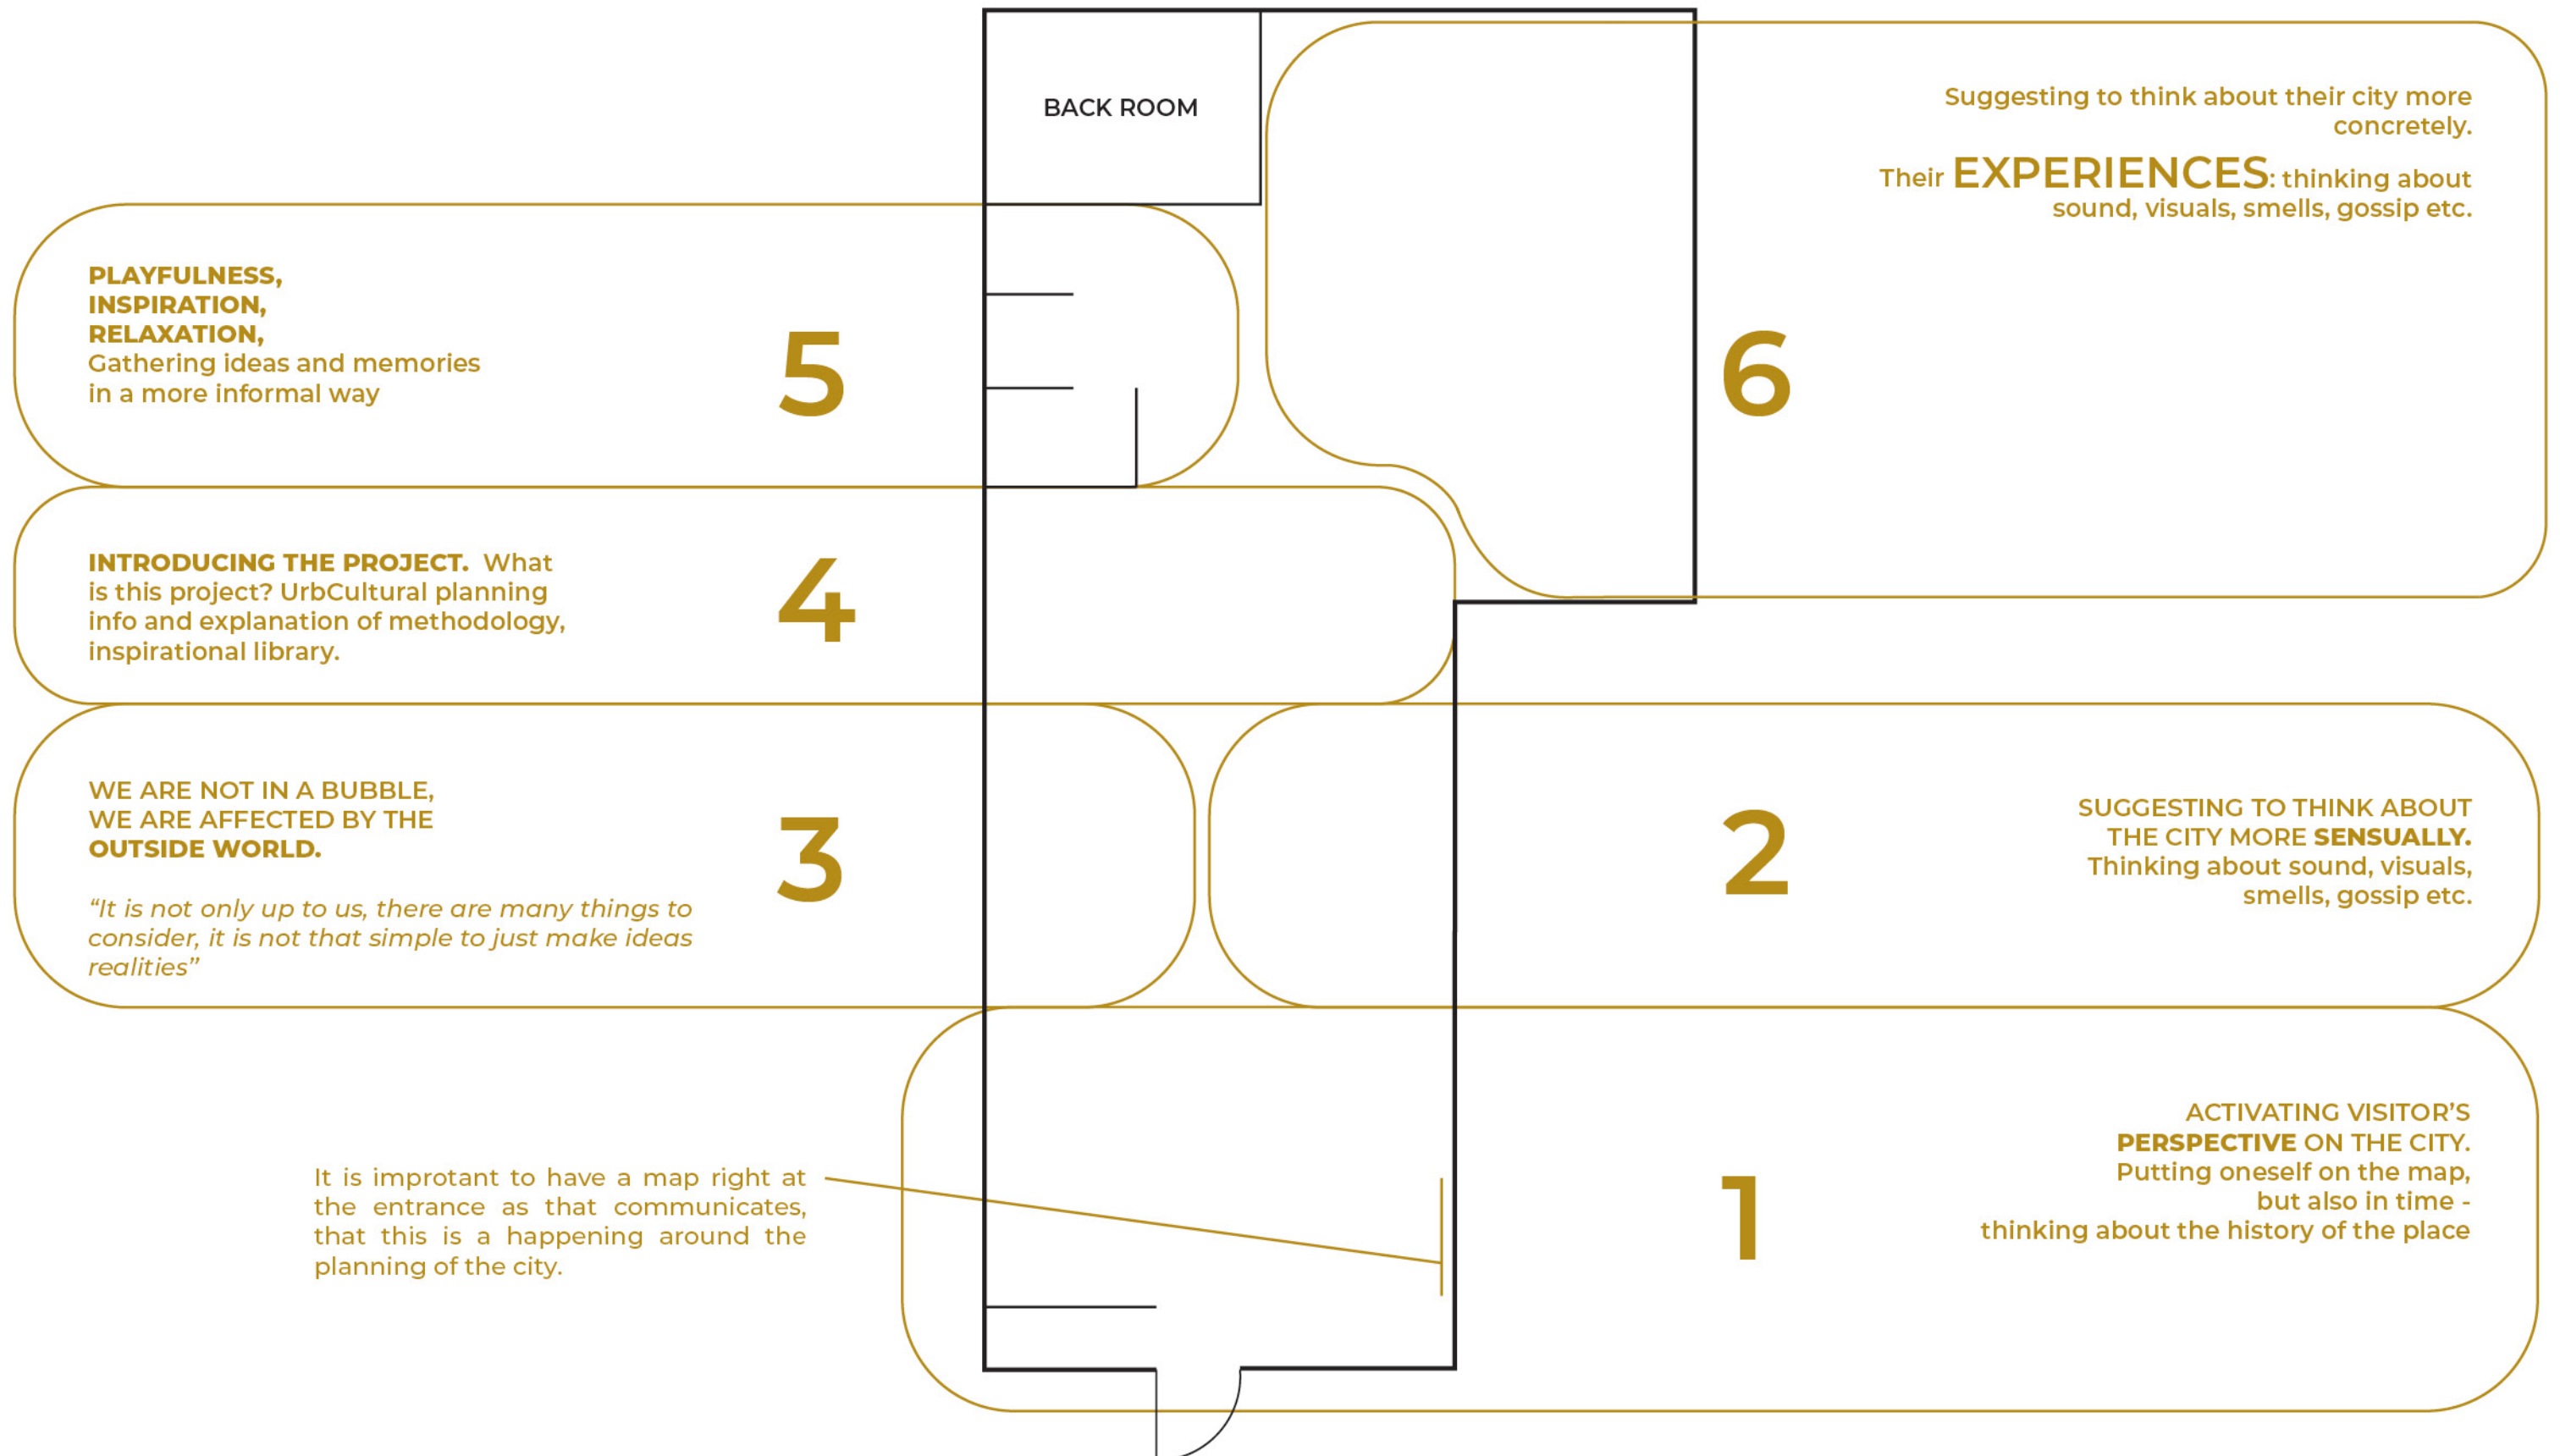 BACK ROOM
Suggesting to think about their city more
concretely.
Their EXPERIENCES: thinking about
sound, visuals, smells, gossip etc.
6
PLAYFULNESS,
INSPIRATION,
RELAXATION,
Gathering ideas and memories
in a more informal way
5
INTRODUCING THE PROJECT. What
is this project? UrbCultural planning
info and explanation of methodology,
inspirational library.
4
WE ARE NOT IN A BUBBLE,
WE ARE AFFECTED BY THE
OUTSIDE WORLD.
“It is not only up to us, there are many things to
consider, it is not that simple to just make ideas
realities”
3
2
SUGGESTING TO THINK ABOUT
THE CITY MORE SENSUALLY.
Thinking about sound, visuals,
smells, gossip etc.
It is improtant to have a map right at
the entrance as that communicates,
that this is a happening around the
planning of the city.
1
ACTIVATING VISITOR’S
PERSPECTIVE ON THE CITY.
Putting oneself on the map,
but also in time -
thinking about the history of the place